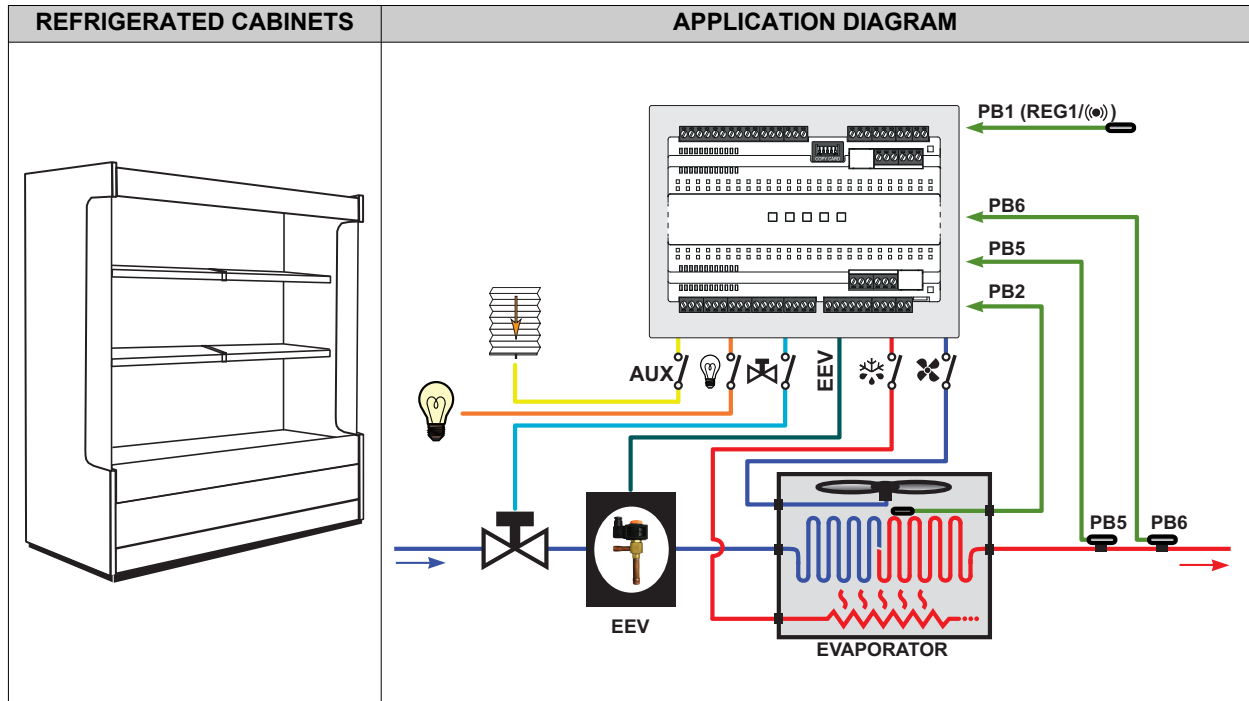 REFRIGERATED CABINETS
APPLICATION DIAGRAM
PB1 (REG1/ )
COPY CARD
PB6
PB5
PB2
AUX
EEV
PB5
PB6
EEV
EVAPORATOR